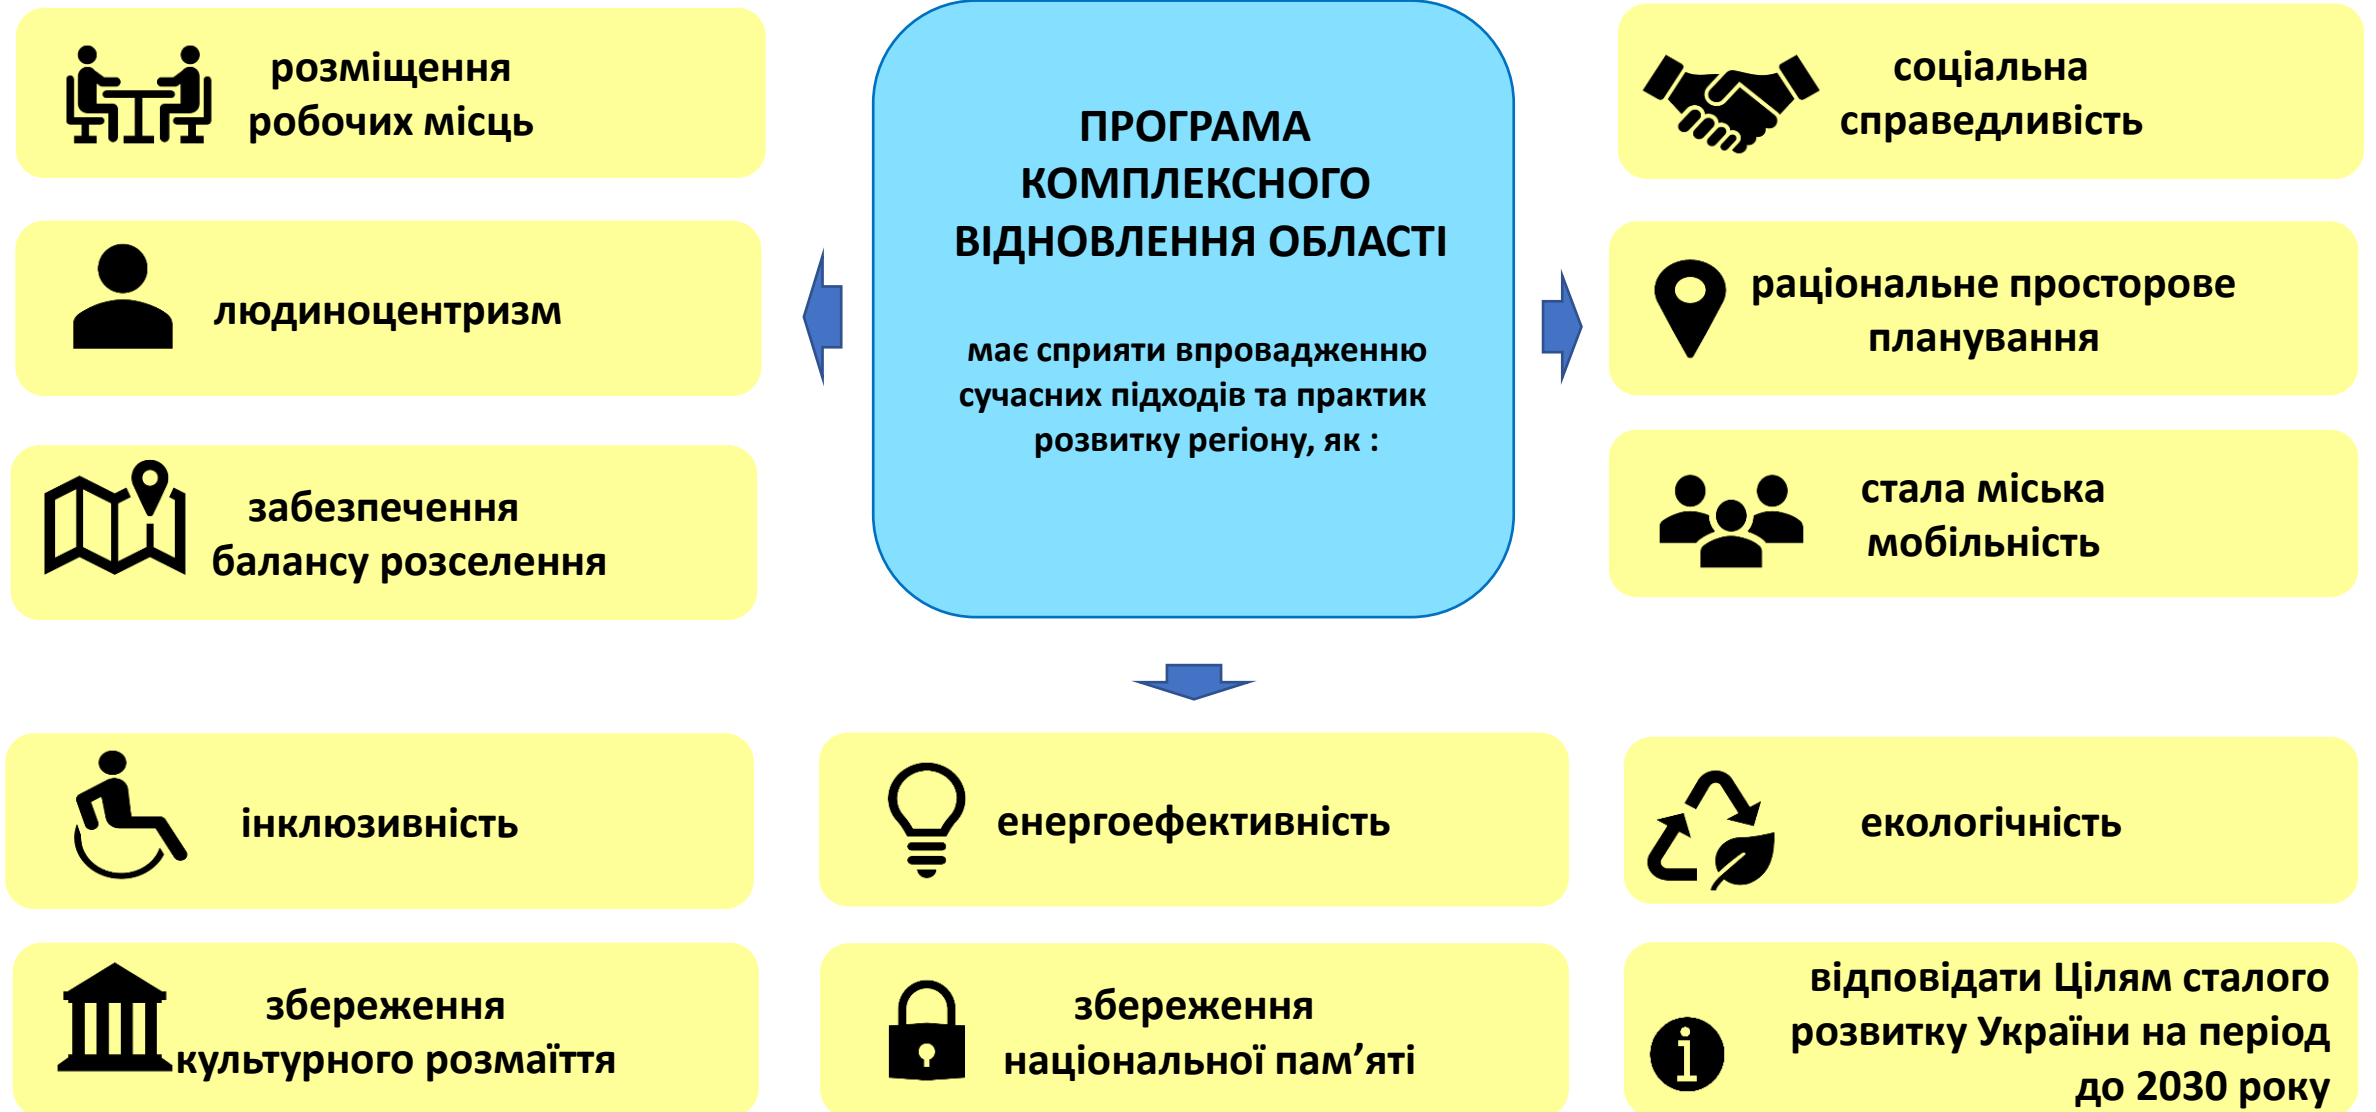 розміщення
робочих місць
людиноцентризм
забезпечення
балансу розселення
ПРОГРАМА
КОМПЛЕКСНОГО
ВІДНОВЛЕННЯ ОБЛАСТІ
має сприяти впровадженню
сучасних підходів та практик
розвитку регіону, як :
соціальна
справедливість
раціональне просторове
планування
стала міська
мобільність
інклюзивність
енергоефективність
екологічність
збереження
культурного розмаїття
збереження
національної пам’яті
відповідати Цілям сталого
розвитку України на період
до 2030 року